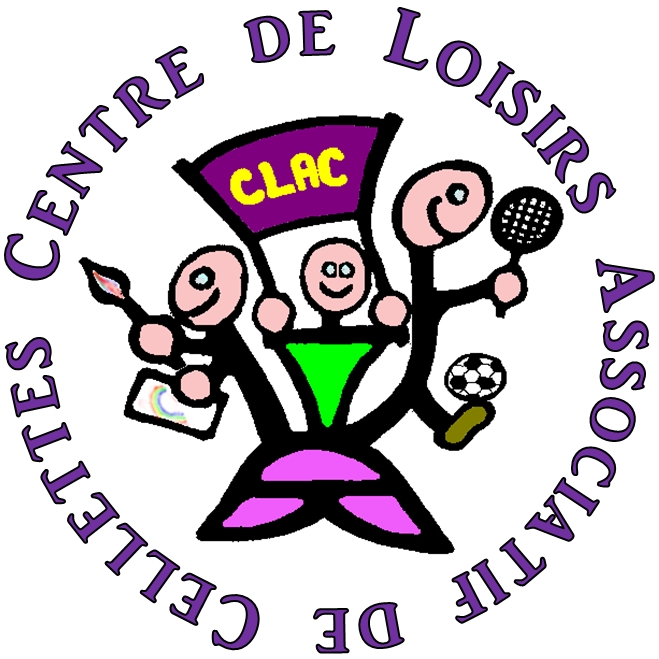 CENTRE DE LOISIRS ASSOCIATIF DE CELLETTES
CLAC